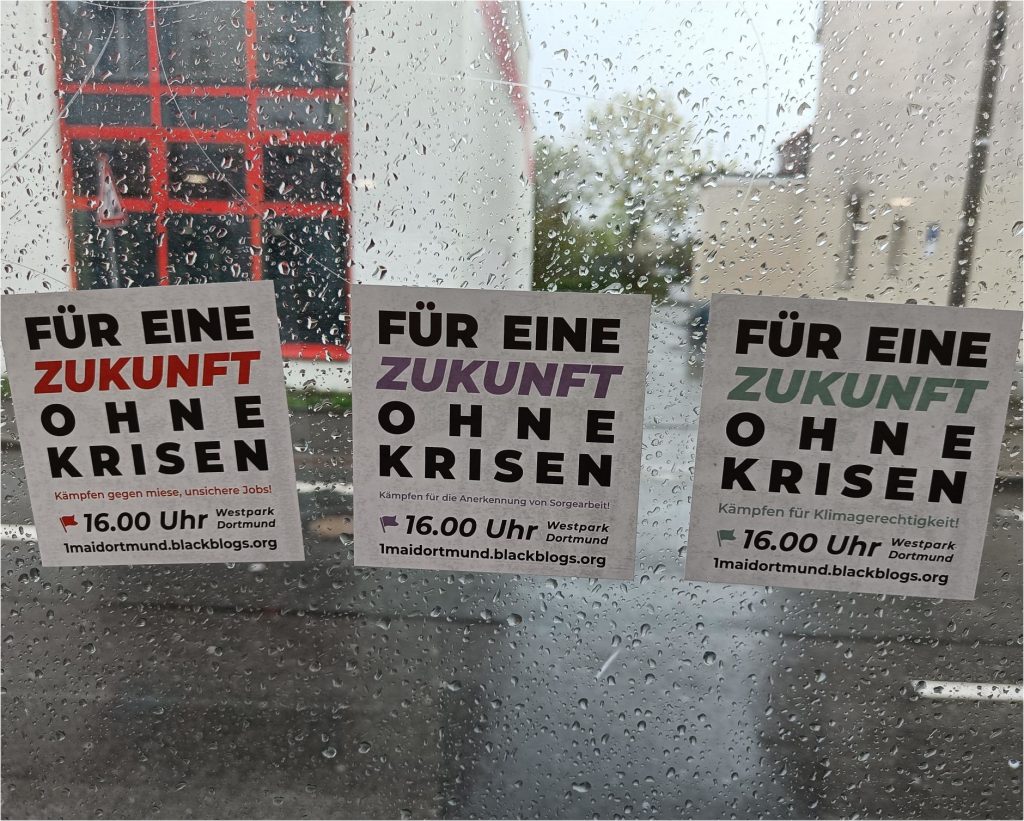 FÜR EINE
ZUKUNFT
OHNE
KRISEN
Kämpfen gegen miese, unsichere Jobs!
16.00 Uhr Westpark
Dortmund
1maidortmund.blackblogs.org
FÜR EINE
ZUKUNFT
OHNE
KRISEN
Kämpfen für die Anerkennung von Sorgearbeit!
16.00 Uhr Westpark
Dortmund
1maidortmund.blackblogs.org
FÜR EINE
ZUKUNFT
OHNE
KRISEN
Kämpfen für Klimagerechtigkeit!
16.00 Uhr Westpark
Dortmund
1maidortmund.blackblogs.org